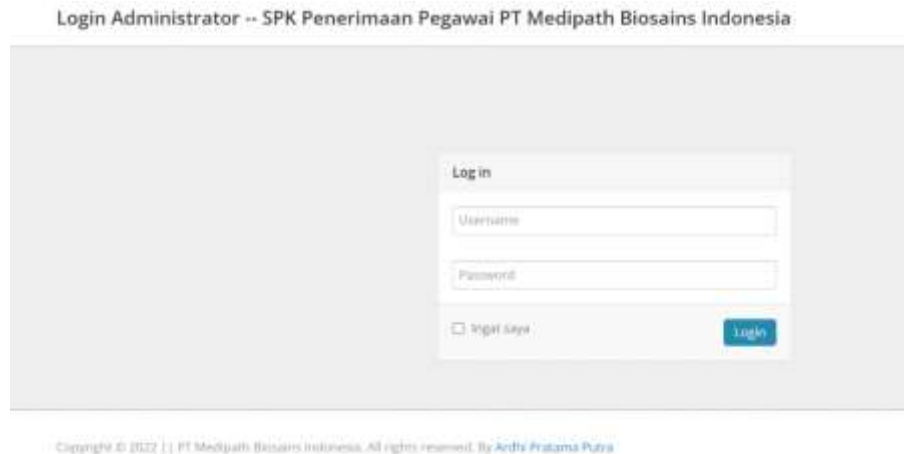 Login Administrator -- SPK Penerimaan Pegawai PT Medipath Biosains Indonesia
Log in
Username
Password
Ingat saya
Login
Copyright © 2022 || PT Medipath Biosains Indonesia. All rights reserved. By Ardhi Pratama Putra